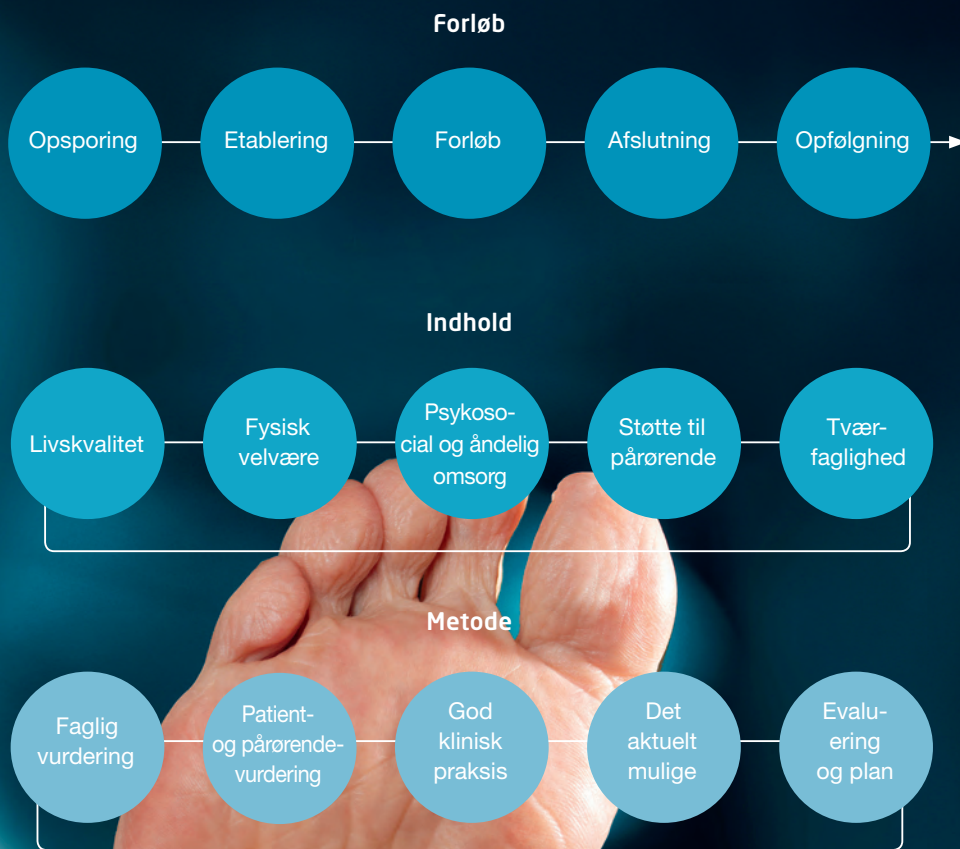 Forløb
Opsporing
Etablering
Forløb
Afslutning
Opfølgning
Indhold
Livskvalitet
Fysisk
velvære
Psykoso-
cial og åndelig
omsorg
Støtte til
pårørende
Tvær-
faglighed
Metode
Faglig
vurdering
Patient-
og pårørende-
vurdering
God
klinisk
praksis
Det
aktuelt
mulige
Evalu-
ering
og plan